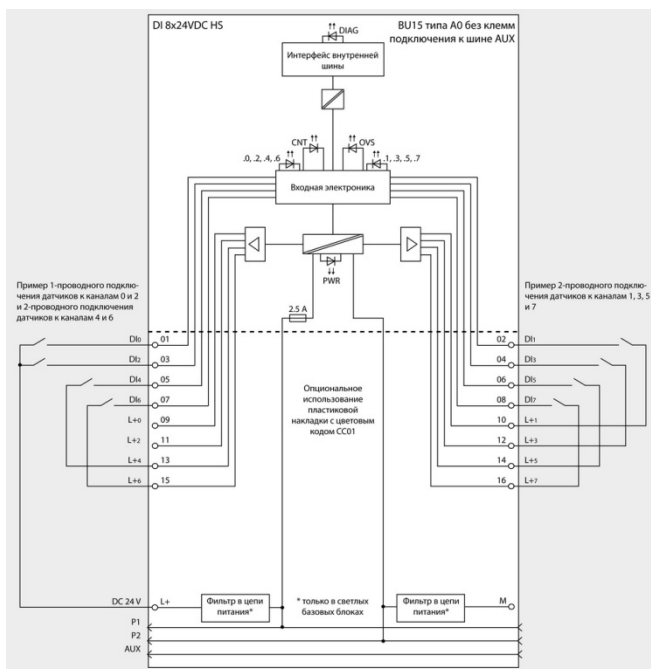 DI 8x24VDC HS
BU15 типа A0 без клемм
подключения к шине AUX
DIAG
Интерфейс внутренней
шины
CNT
OVS
.0, .2, .4, .6
.1, .3, .5, .7
Входная электроника
PWR
2.5 A
Пример 1-проводного подклю-
чения датчиков к каналам 0 и 2
и 2-проводного подключения
датчиков к каналам 4 и 6
Пример 2-проводного подклю-
чения датчиков к каналам 1, 3, 5
и 7
DI0 01
DI2 03
DI4 05
DI6 07
L+0 09
L+2 11
L+4 13
L+6 15
02 DI1
04 DI3
06 DI5
08 DI7
10 L+1
12 L+3
14 L+5
16 L+7
Опциональное
использование
пластиковой
накладки с цветовым
кодом CC01
DC 24 V L+
Фильтр в цепи
питания*
* только в светлых
базовых блоках
Фильтр в цепи
питания*
M
P1
P2
AUX